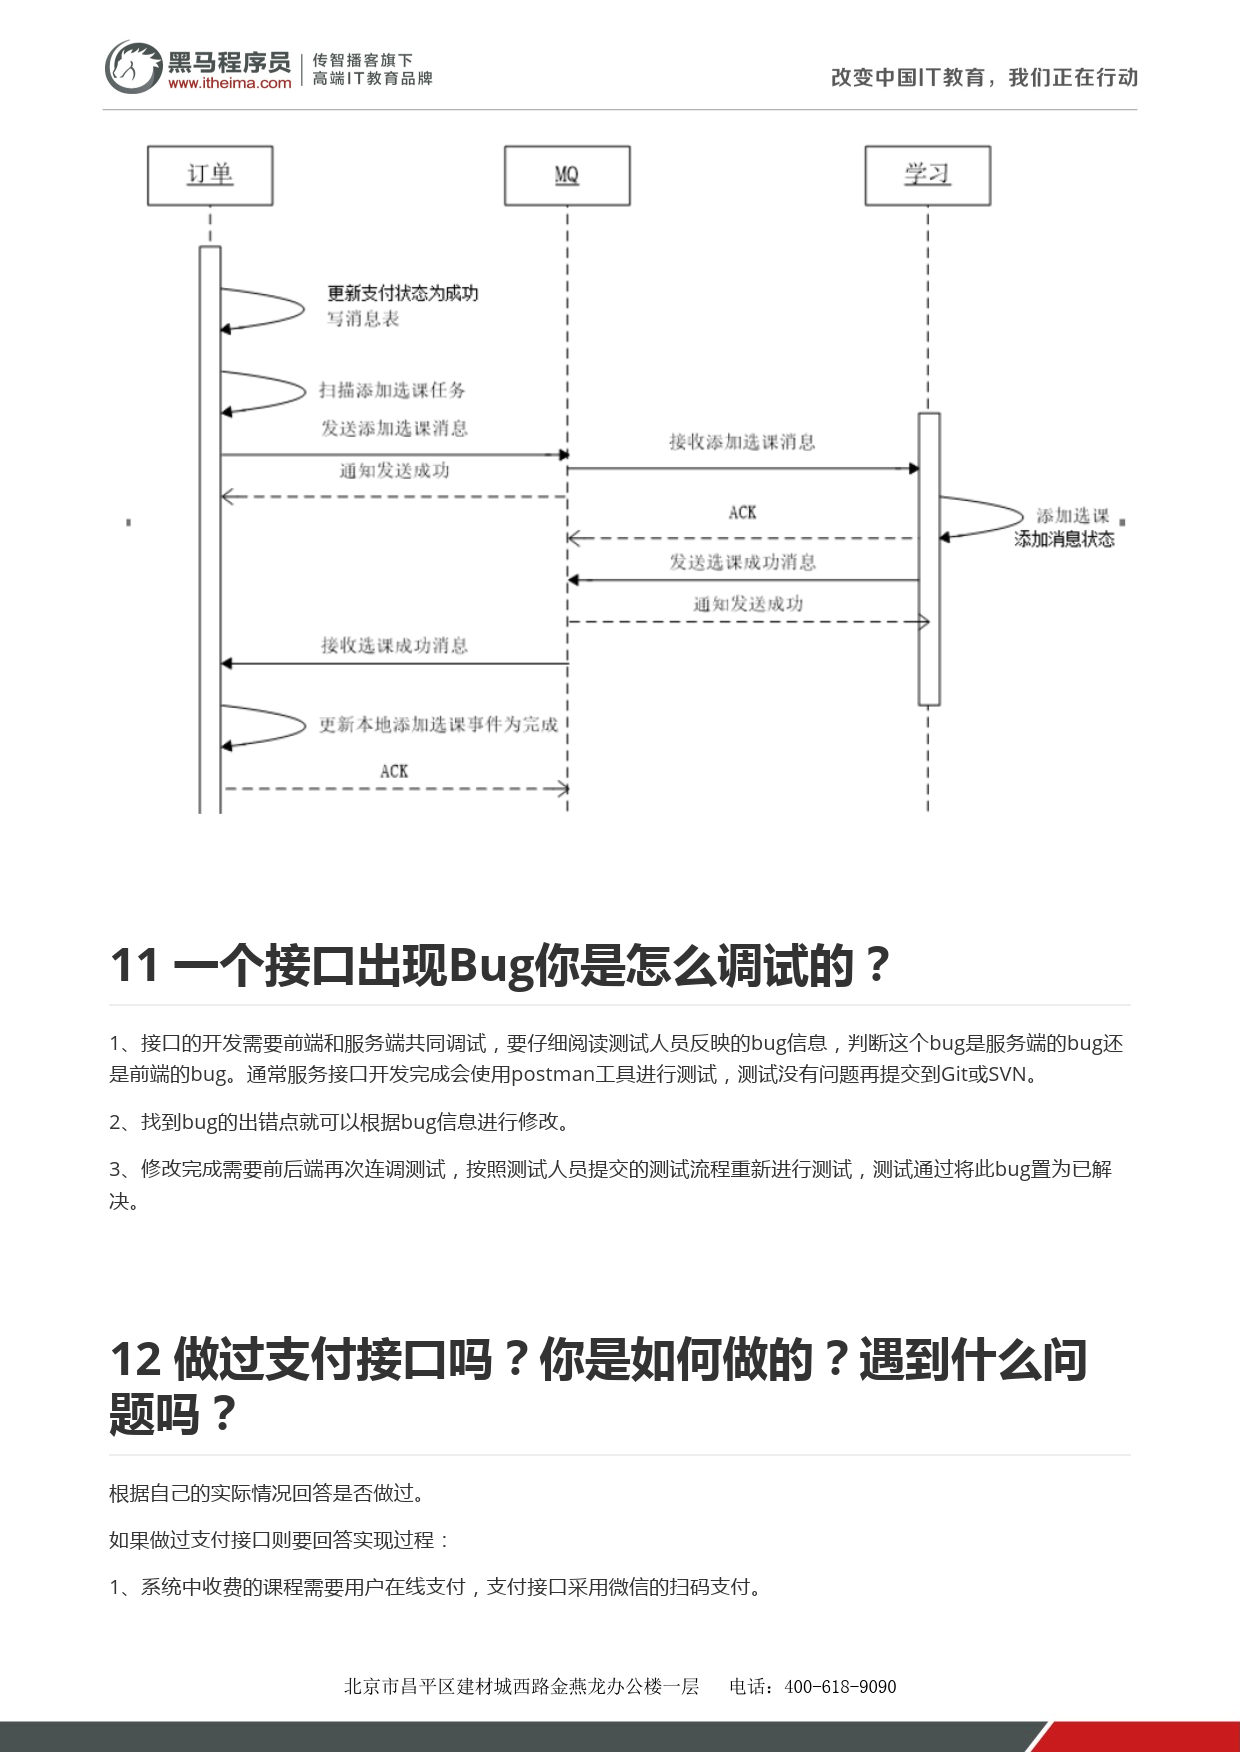 黑马程序员
www.itheima.com
传智播客旗下
高端IT教育品牌
改变中国IT教育，我们正在行动
订单
MQ
学习
更新支付状态为成功
写消息表
扫描添加选课任务
发送添加选课消息
接收添加选课消息
通知发送成功
ACK
添加选课
添加消息状态
发送选课成功消息
通知发送成功
接收选课成功消息
更新本地添加选课事件为完成
ACK
11 一个接口出现Bug你是怎么调试的？
1、接口的开发需要前端和服务端共同调试，要仔细阅读测试人员反映的bug信息，判断这个bug是服务端的bug还
是前端的bug。通常服务接口开发完成会使用postman工具进行测试，测试没有问题再提交到Git或SVN。
2、找到bug的出错点就可以根据bug信息进行修改。
3、修改完成需要前后端再次连调测试，按照测试人员提交的测试流程重新进行测试，测试通过将此bug置为已解
决。
12 做过支付接口吗？你是如何做的？遇到什么问
题吗？
根据自己的实际情况回答是否做过。
如果做过支付接口则要回答实现过程：
1、系统中收费的课程需要用户在线支付，支付接口采用微信的扫码支付。
北京市昌平区建材城西路金燕龙办公楼一层 电话：400-618-9090